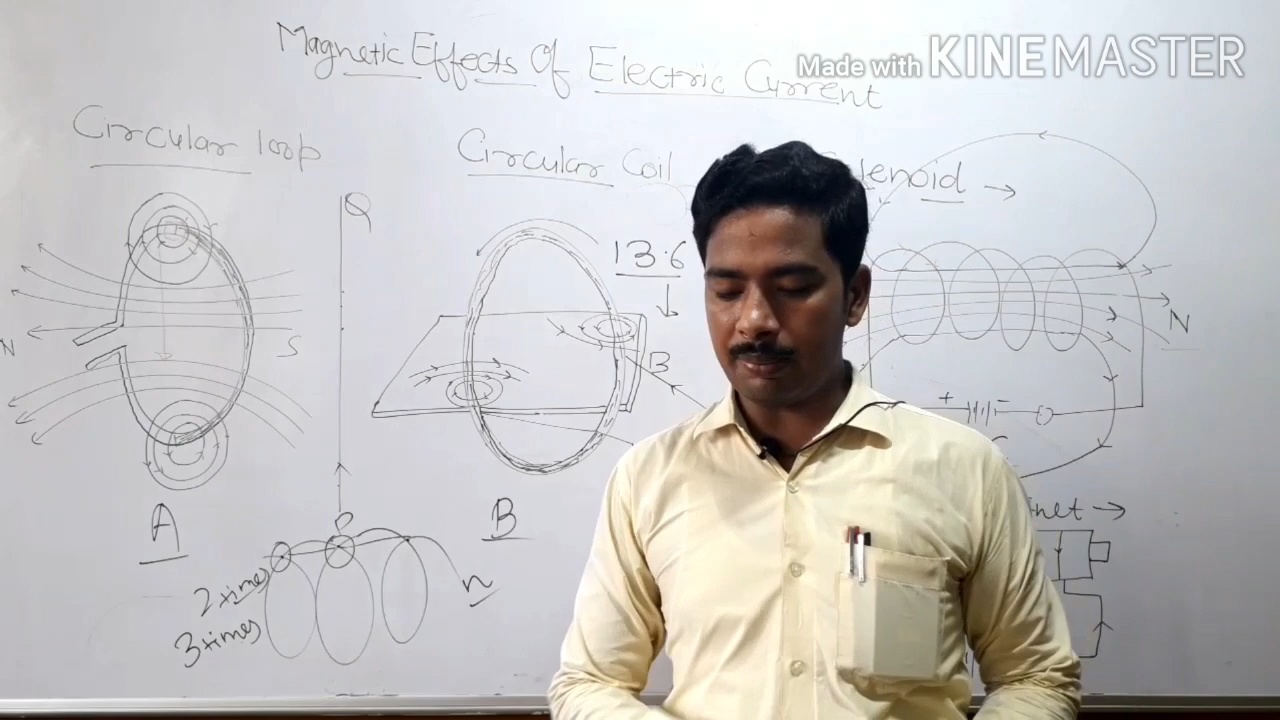 Magnetic Effects Of Electric Current
Made with KINEMASTER
Circular loop
Circular Coil
lenoid →
Q
13.6
N
S
B
N
+
A
P
B
2 times
3 times
n
net →